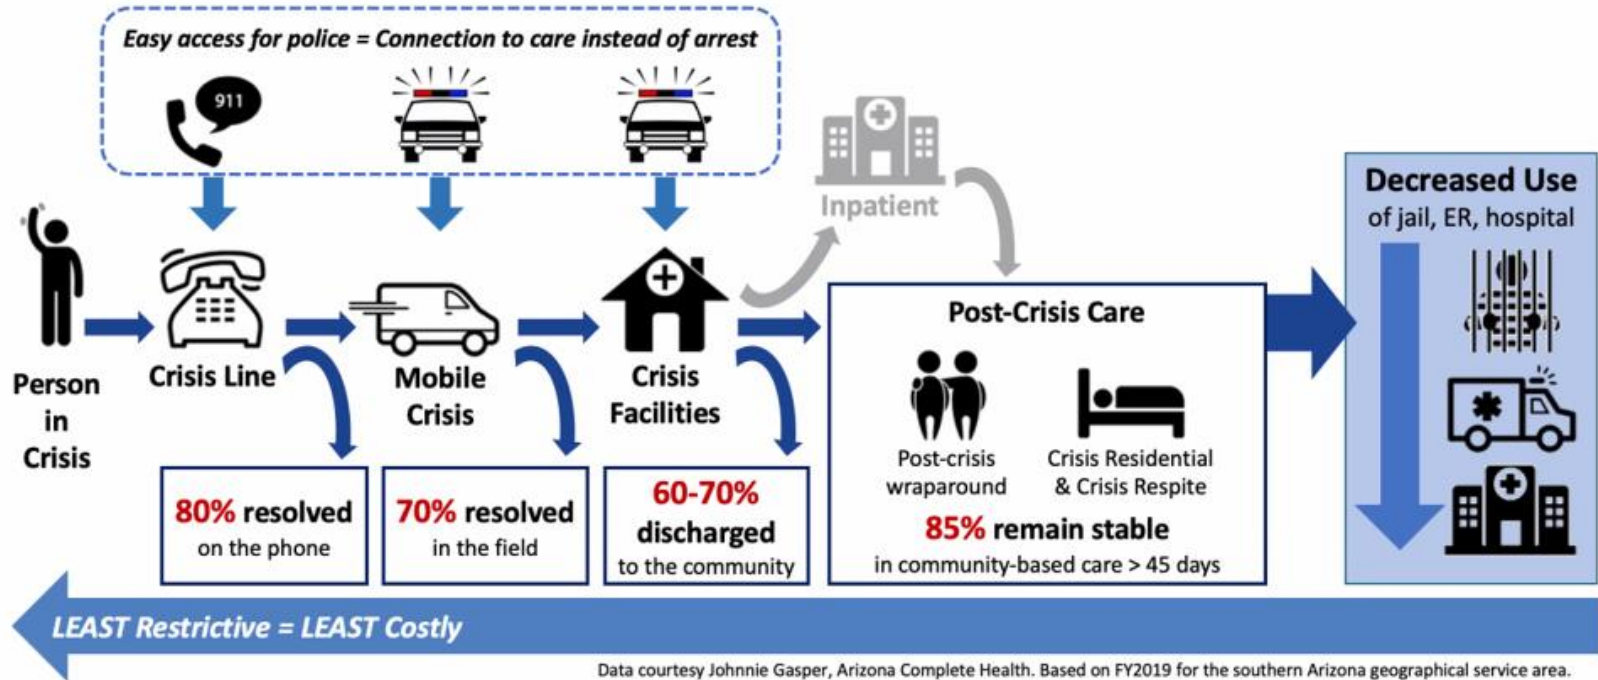 Easy access for police = Connection to care instead of arrest
911
Inpatient
Person
in
Crisis
Crisis Line
Mobile
Crisis
Crisis
Facilities
80% resolved
on the phone
70% resolved
in the field
60-70%
discharged
to the community
Post-Crisis Care
Post-crisis
wraparound
Crisis Residential
& Crisis Respite
85% remain stable
in community-based care > 45 days
Decreased Use
of jail, ER, hospital
LEAST Restrictive = LEAST Costly
Data courtesy Johnnie Gasper, Arizona Complete Health. Based on FY2019 for the southern Arizona geographical service area.